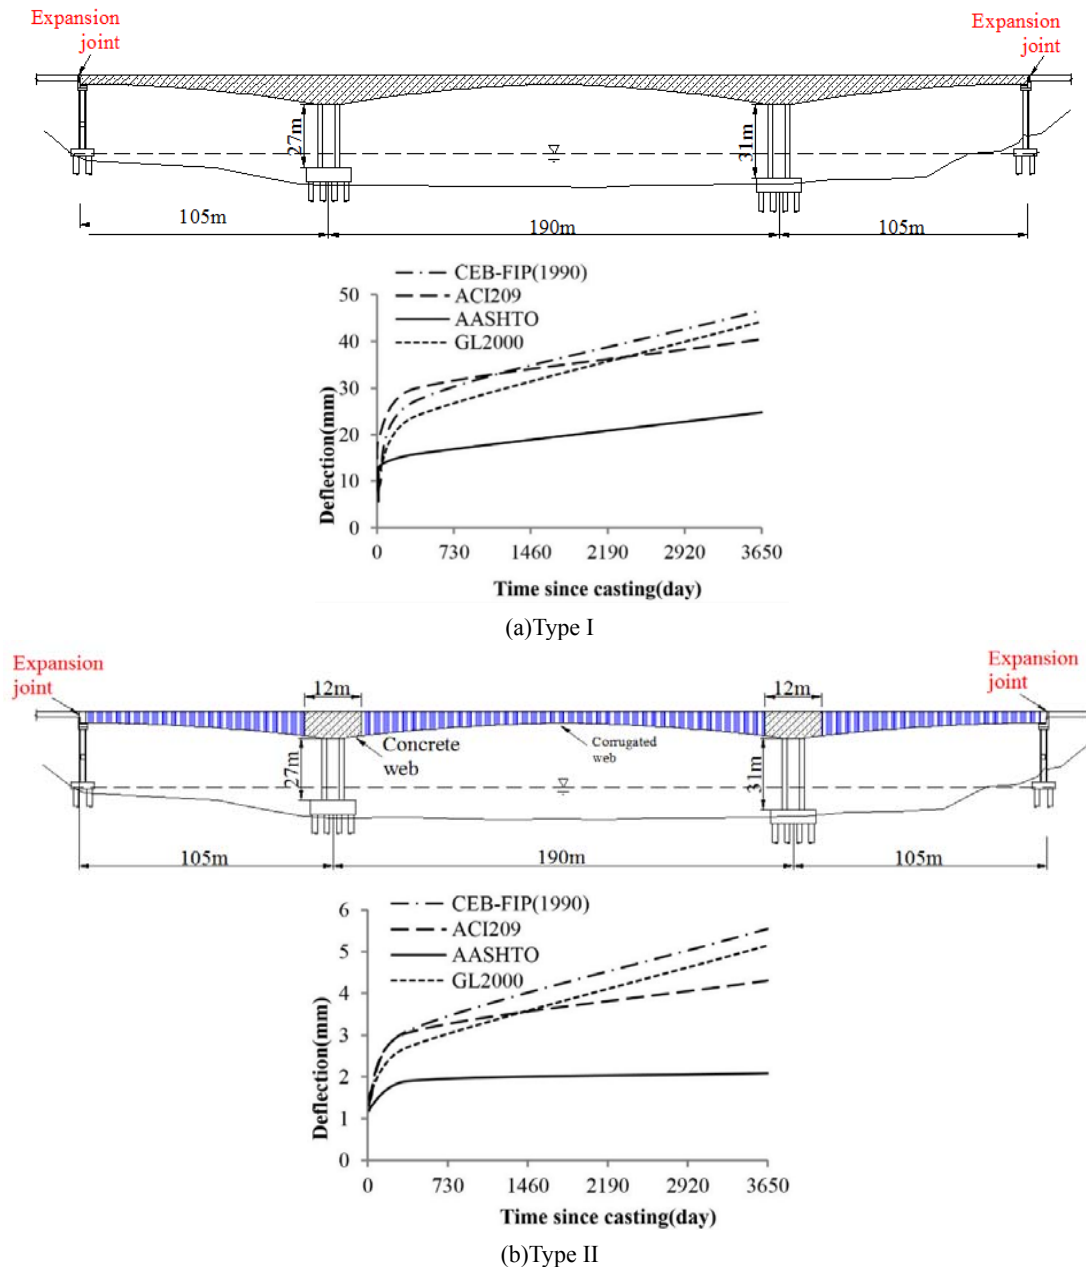 Expansion
joint
Expansion
joint
27m
31m
105m
190m
105m
CEB-FIP(1990)
ACI209
AASHTO
GL2000
50
40
30
20
10
0
Deflection(mm)
0 730 1460 2190 2920 3650
Time since casting(day)
(a)Type I
Expansion
joint
Expansion
joint
12m
12m
Concrete
web
Corrugated
web
27m
31m
105m
190m
105m
CEB-FIP(1990)
ACI209
AASHTO
GL2000
6
5
4
3
2
1
0
Deflection(mm)
0 730 1460 2190 2920 3650
Time since casting(day)
(b)Type II